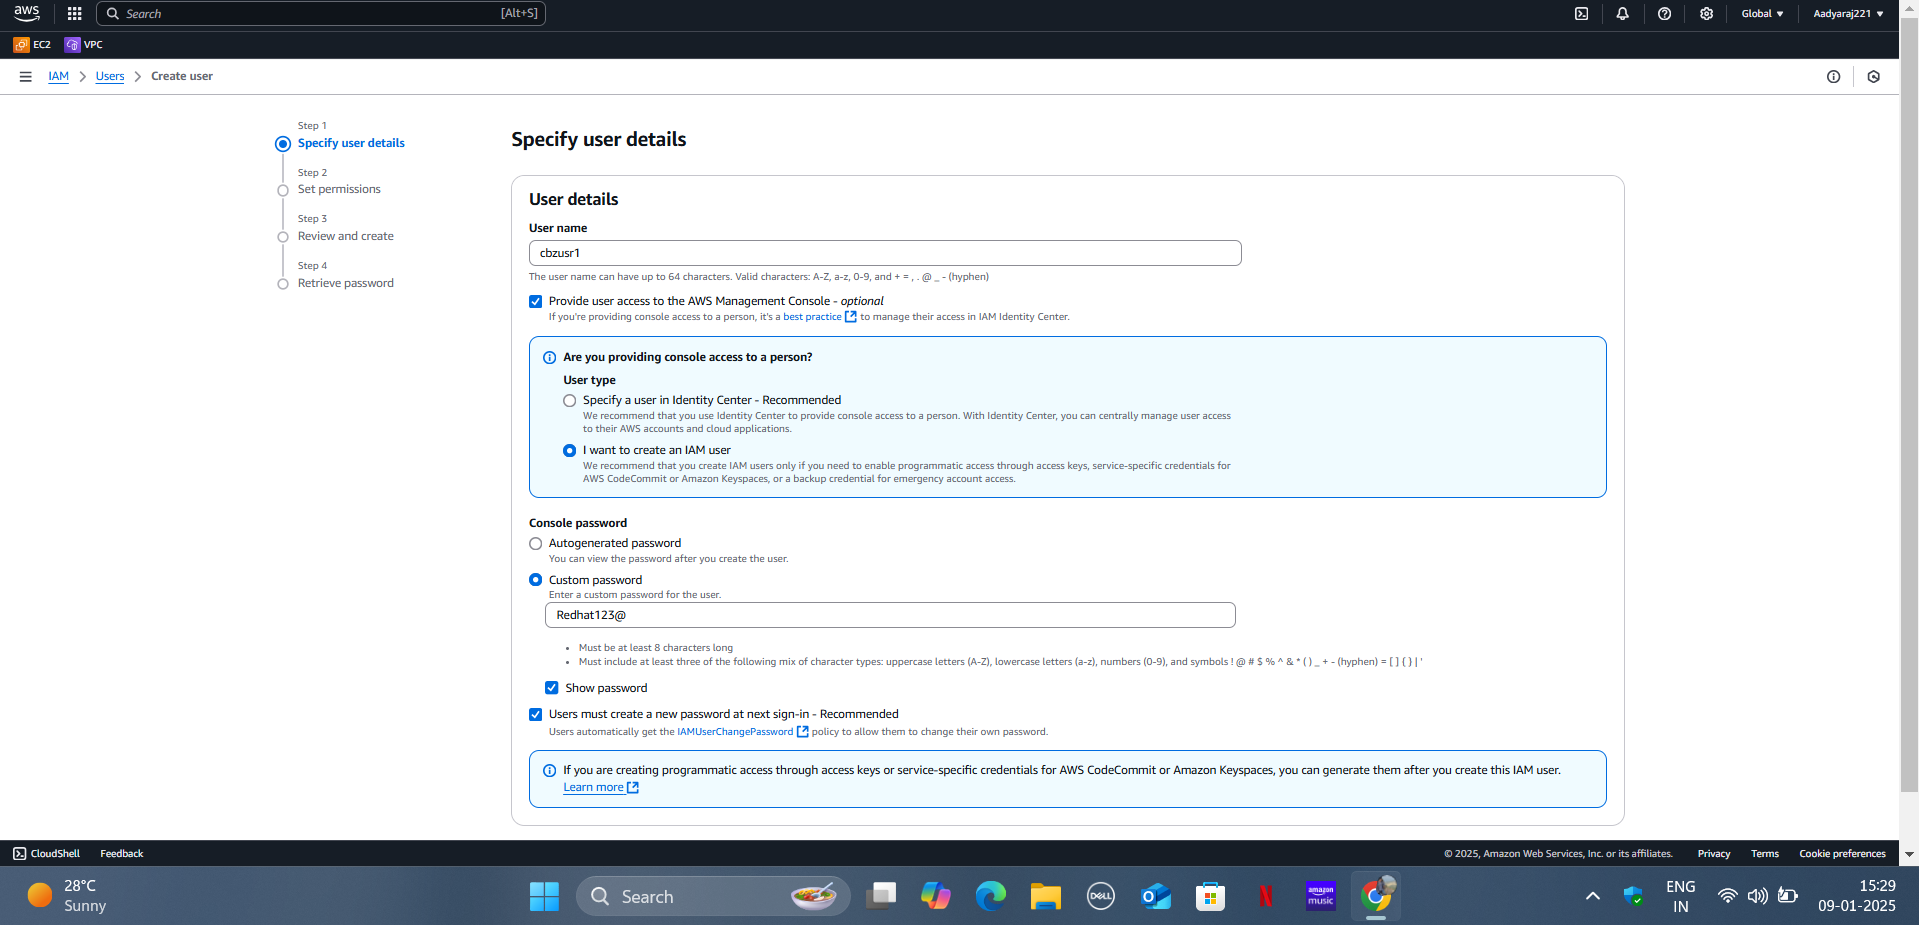 aws
Search
[Alt+S]
Global
Aadyaraj221
EC2
VPC
IAM
Users
Create user
Step 1
Specify user details
Step 2
Set permissions
Step 3
Review and create
Step 4
Retrieve password
Specify user details
User details
User name
cbzusr1
The user name can have up to 64 characters. Valid characters: A-Z, a-z, 0-9, and + = , . @ _ - (hyphen)
Provide user access to the AWS Management Console - optional
If you're providing console access to a person, it's a best practice to manage their access in IAM Identity Center.
Are you providing console access to a person?
User type
Specify a user in Identity Center - Recommended
We recommend that you use Identity Center to provide console access to a person. With Identity Center, you can centrally manage user access
to their AWS accounts and cloud applications.
I want to create an IAM user
We recommend that you create IAM users only if you need to enable programmatic access through access keys, service-specific credentials for
AWS CodeCommit or Amazon Keyspaces, or a backup credential for emergency account access.
Console password
Autogenerated password
You can view the password after you create the user.
Custom password
Enter a custom password for the user.
Redhat123@
• Must be at least 8 characters long
• Must include at least three of the following mix of character types: uppercase letters (A-Z), lowercase letters (a-z), numbers (0-9), and symbols ! @ # $ % ^ & * ( ) _ + - (hyphen) = [ ] { } | '
Show password
Users must create a new password at next sign-in - Recommended
Users automatically get the IAMUserChangePassword policy to allow them to change their own password.
If you are creating programmatic access through access keys or service-specific credentials for AWS CodeCommit or Amazon Keyspaces, you can generate them after you create this IAM user.
Learn more
CloudShell
Feedback
© 2025, Amazon Web Services, Inc. or its affiliates.
Privacy
Terms
Cookie preferences
28°C
Sunny
Search
DELL
amazon
music
ENG
IN
15:29
09-01-2025